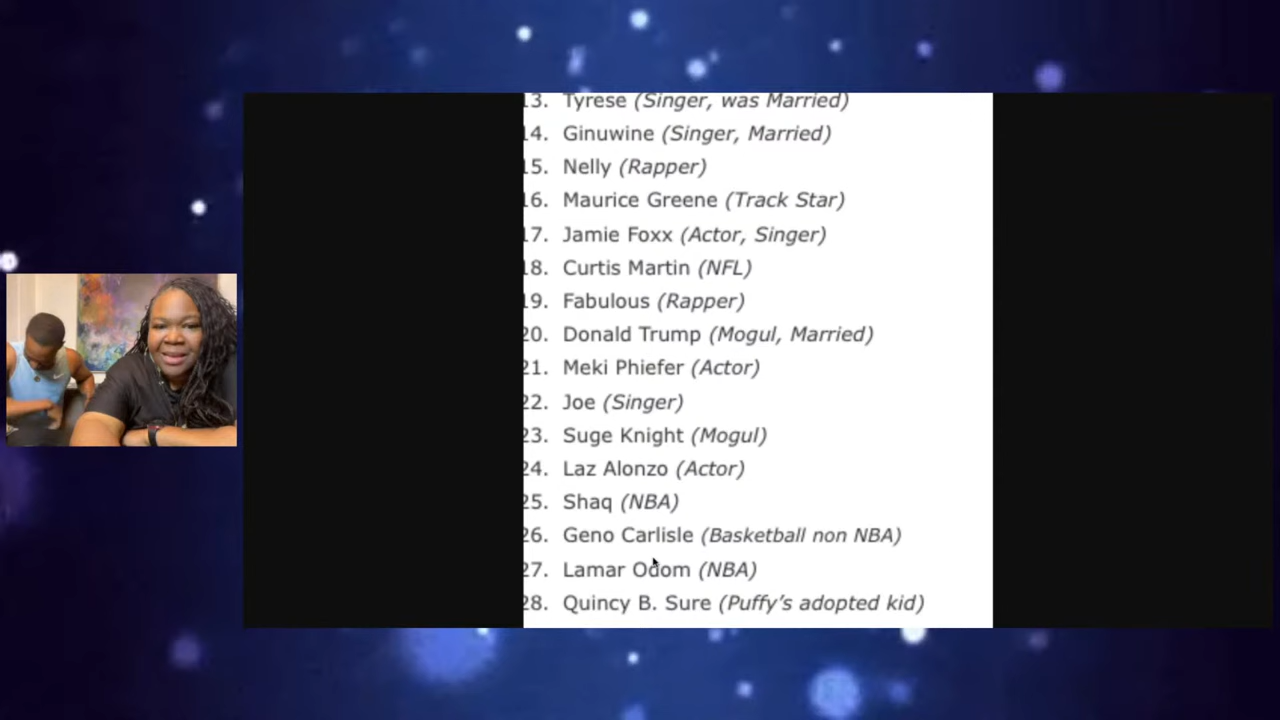 13. Tyrese (Singer, was Married)
14. Ginuwine (Singer, Married)
15. Nelly (Rapper)
16. Maurice Greene (Track Star)
17. Jamie Foxx (Actor, Singer)
18. Curtis Martin (NFL)
19. Fabulous (Rapper)
20. Donald Trump (Mogul, Married)
21. Meki Phiefer (Actor)
22. Joe (Singer)
23. Suge Knight (Mogul)
24. Laz Alonzo (Actor)
25. Shaq (NBA)
26. Geno Carlisle (Basketball non NBA)
27. Lamar Odom (NBA)
28. Quincy B. Sure (Puffy’s adopted kid)